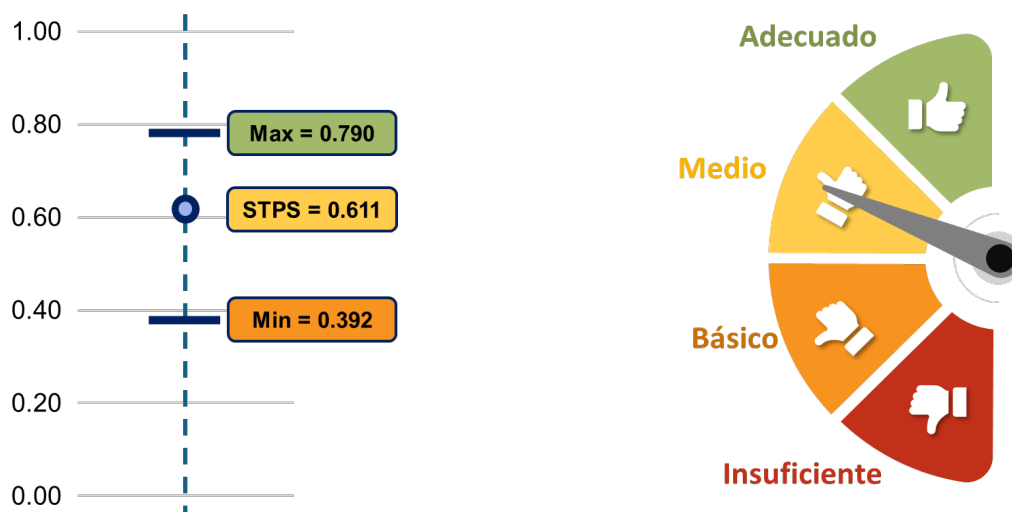 1.00
0.80
0.60
0.40
0.20
0.00
Max = 0.790
STPS = 0.611
Min = 0.392
Adecuado
Medio
Básico
Insuficiente